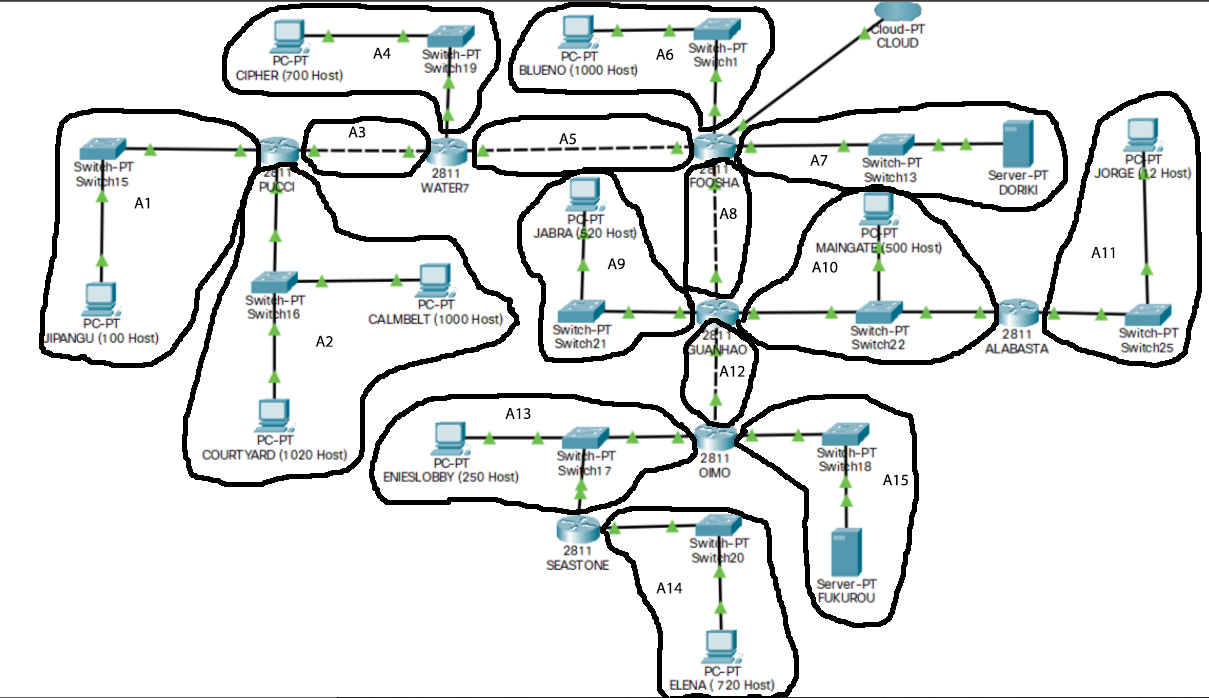 PC-PT
CIPHER (700 Host)
A4
Switch-PT
Switch19
PC-PT
BLUENO (1000 Host)
A6
Switch-PT
Switch1
Cloud-PT
CLOUD
Switch-PT
Switch15
A1
PC-PT
JIPANGU (100 Host)
2811
PUCCI
A3
2811
WATER7
A5
2811
FOOSHA
A7
Switch-PT
Switch13
Server-PT
DORIKI
PC-PT
JORGE (12 Host)
A11
Switch-PT
Switch25
Switch-PT
Switch16
PC-PT
CALMBELT (1000 Host)
A2
PC-PT
COURTYARD (1020 Host)
PC-PT
JABRA (520 Host)
A9
Switch-PT
Switch21
A8
2811
GUANHAO
PC-PT
MAINGATE (500 Host)
A10
Switch-PT
Switch22
2811
ALABASTA
A12
A13
PC-PT
ENIESLOBBY (250 Host)
Switch-PT
Switch17
2811
OIMO
Switch-PT
Switch18
A15
Server-PT
FUKUROU
2811
SEASTONE
Switch-PT
Switch20
A14
PC-PT
ELENA ( 720 Host)